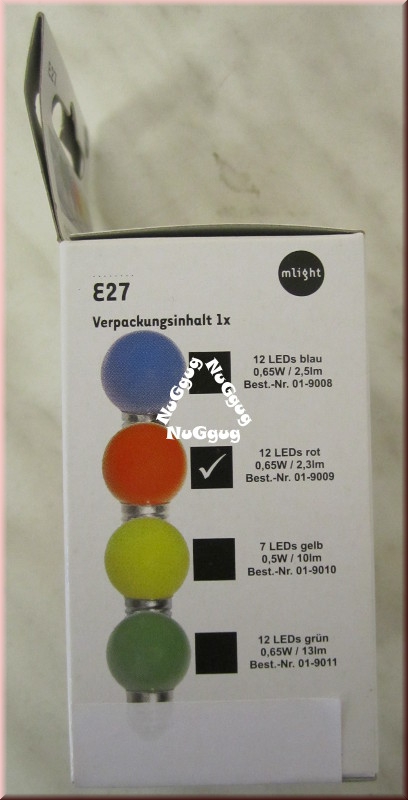 E27
mlight
E27
Verpackungsinhalt 1x
12 LEDs blau
0,65W / 2,5lm
Best.-Nr. 01-9008
NuGgug
NuGgug
NuGgug
12 LEDs rot
0,65W / 2,3lm
Best.-Nr. 01-9009
7 LEDs gelb
0,5W / 10lm
Best.-Nr. 01-9010
12 LEDs grün
0,65W / 13lm
Best.-Nr. 01-9011